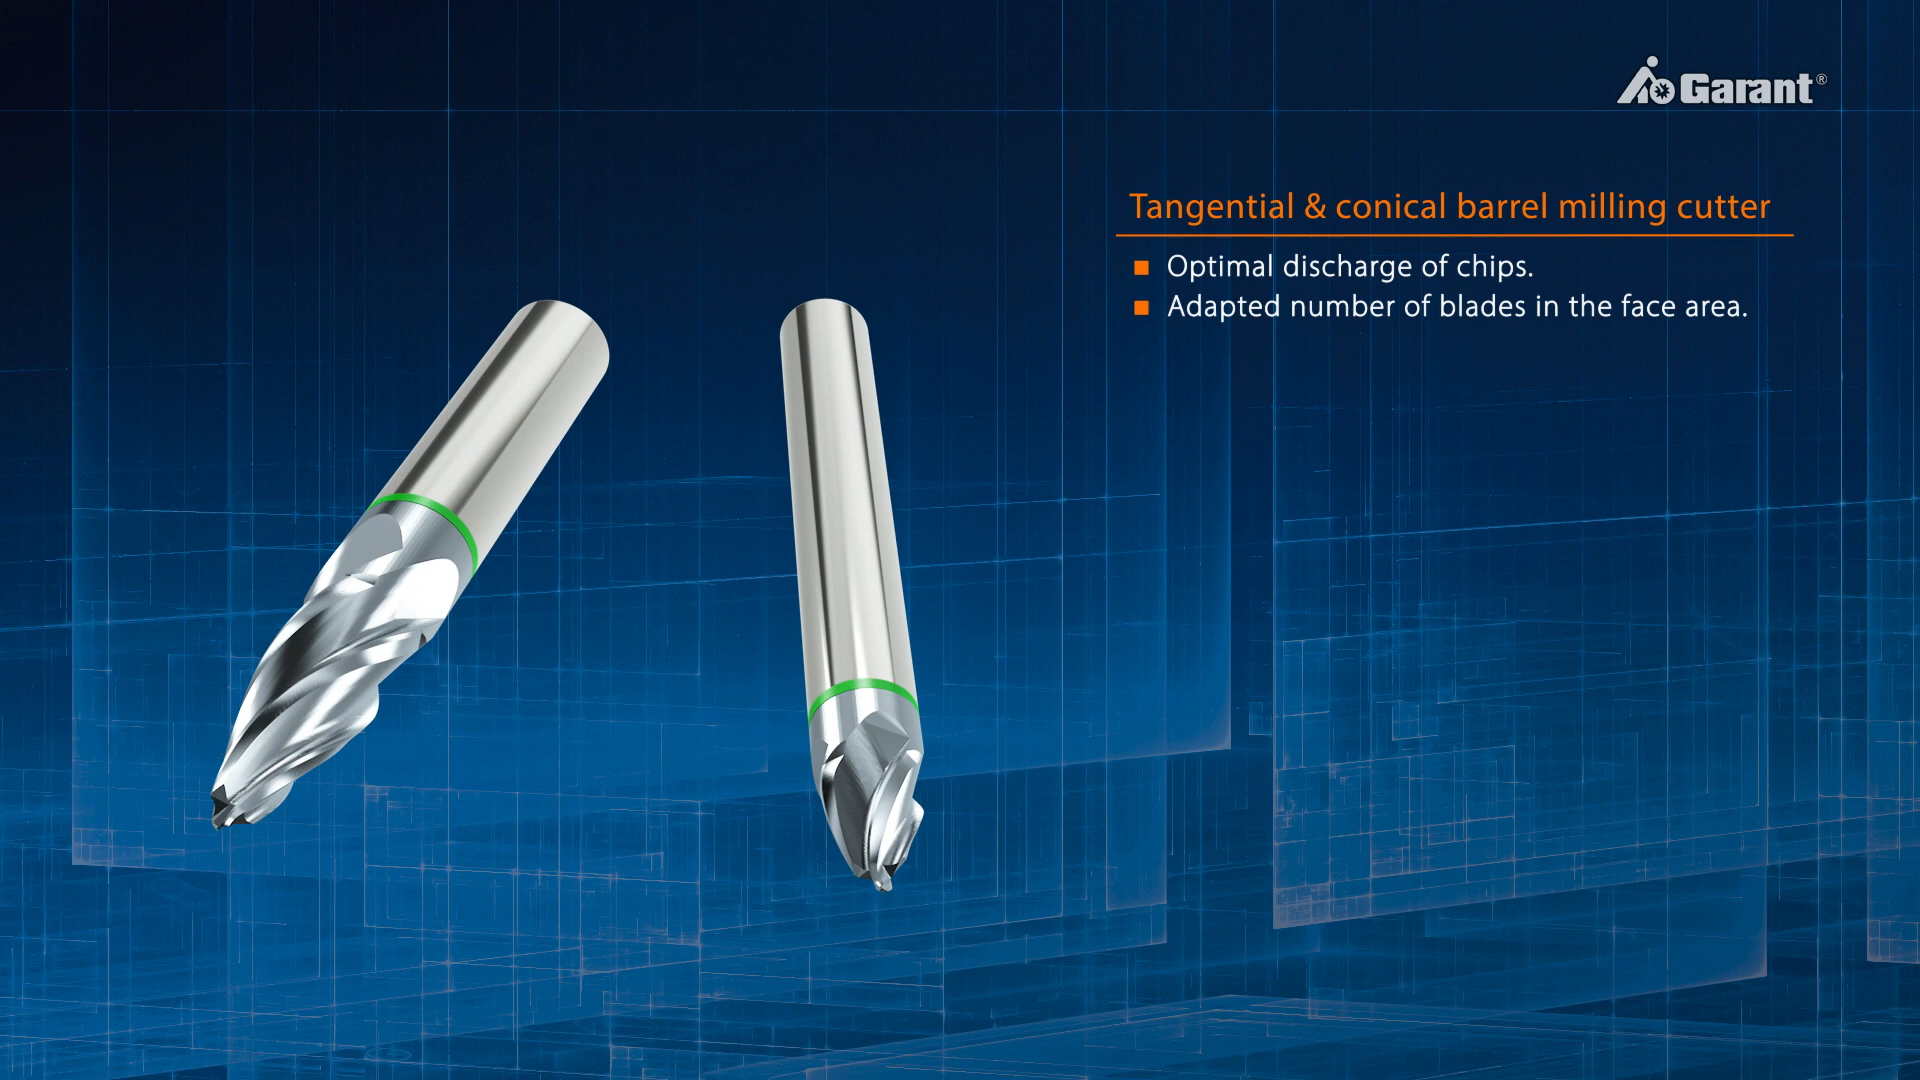 Garant®
Tangential & conical barrel milling cutter
Optimal discharge of chips.
Adapted number of blades in the face area.